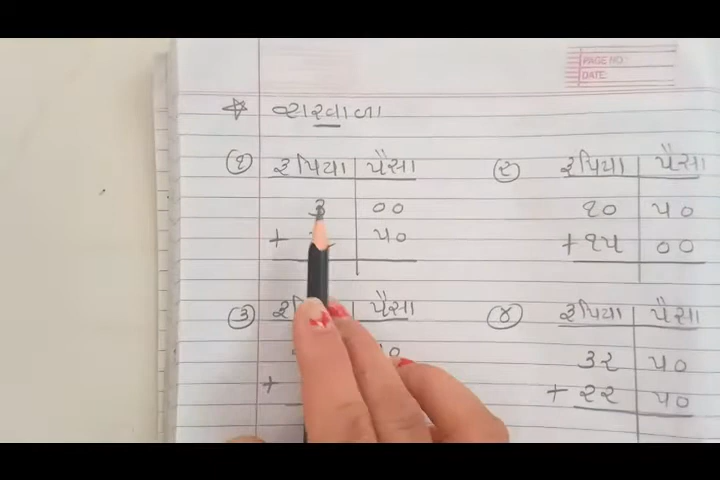 PAGE NO.:
DATE:
☆ સરવાળા
(૧) રૂપિયા પૈસા
૩ ૦૦
+ ૫૦
(૨) રૂપિયા પૈસા
૧૦ ૫૦
+ ૧૫ ૦૦
(૩) પૈસા
+
(૪) રૂપિયા પૈસા
૩૨ ૫૦
+ ૨૨ ૫૦